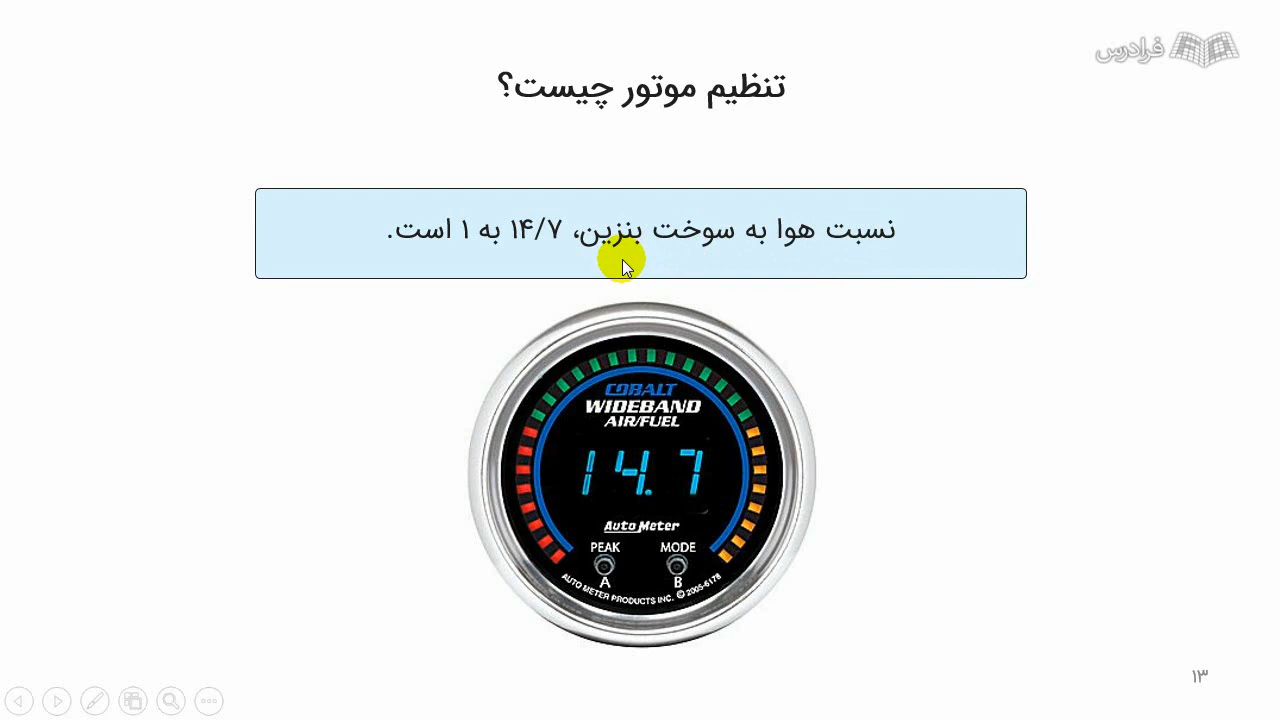 فرادرس
تنظیم موتور چیست؟
نسبت هوا به سوخت بنزین، ۱۴/۷ به ۱ است.
COBALT
WIDEBAND
AIR/FUEL
14.7
Auto Meter
PEAK MODE
A B
AUTO METER PRODUCTS INC. © 2005-6178
۱۳